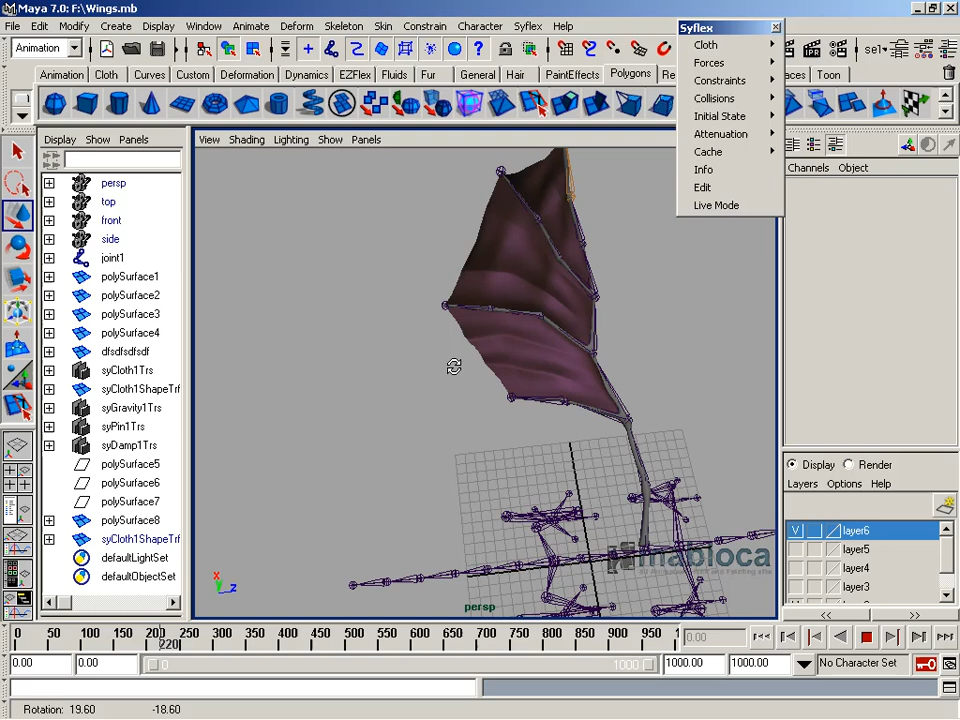 Maya 7.0: F:\Wings.mb
File Edit Modify Create Display Window Animate Deform Skeleton Skin Constrain Character Syflex Help
Animation
sel
Animation Cloth Curves Custom Deformation Dynamics EZFlex Fluids Fur General Hair PaintEffects Polygons Re
aces Toon
Syflex
Cloth
Forces
Constraints
Collisions
Initial State
Attenuation
Cache
Info
Edit
Live Mode
Display Show Panels
persp
top
front
side
joint1
polySurface1
polySurface2
polySurface3
polySurface4
dfsdfsdfsdf
syCloth1Trs
syCloth1ShapeTrf
syGravity1Trs
syPin1Trs
syDamp1Trs
polySurface5
polySurface6
polySurface7
polySurface8
syCloth1ShapeTrf
defaultLightSet
defaultObjectSet
View Shading Lighting Show Panels
x
y
z
persp
mabloca
Channels Object
Display Render
Layers Options Help
V layer6
layer5
layer4
layer3
0 50 100 150 200 250 300 350 400 450 500 550 600 650 700 750 800 850 900 950 1
220
0.00
0.00 0.00 1000 1000.00 1000.00 No Character Set
Rotation: 19.60 -18.60